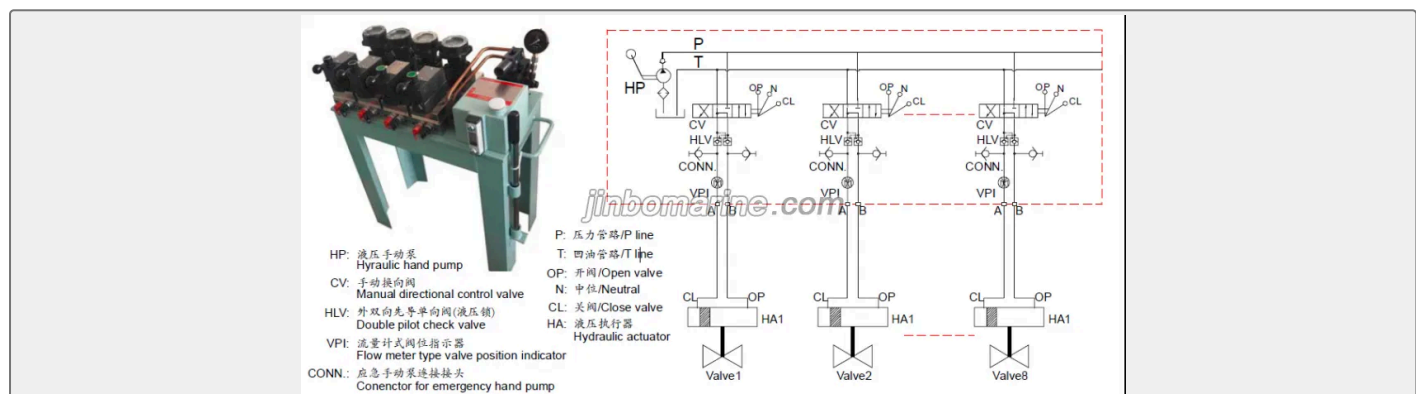 P
T
HP
OP
N
CL
OP
N
CL
OP
N
CL
CV
CV
CV
HLV
HLV
HLV
CONN.
CONN.
CONN.
VPI
VPI
VPI
jinbomarine.com
A
B
A
B
A
B
HP: 液压手动泵
Hyraulic hand pump
CV: 手动换向阀
Manual directional control valve
HLV: 外双向先导单向阀(液压锁)
Double pilot check valve
VPI: 流量计式阀位指示器
Flow meter type valve position indicator
CONN.: 应急手动泵连接接头
Conenctor for emergency hand pump
P: 压力管路/P line
T: 回油管路/T line
OP: 开阀/Open valve
N: 中位/Neutral
CL: 关阀/Close valve
HA: 液压执行器
Hydraulic actuator
CL
OP
HA1
CL
OP
HA1
CL
OP
HA1
Valve1
Valve2
Valve8